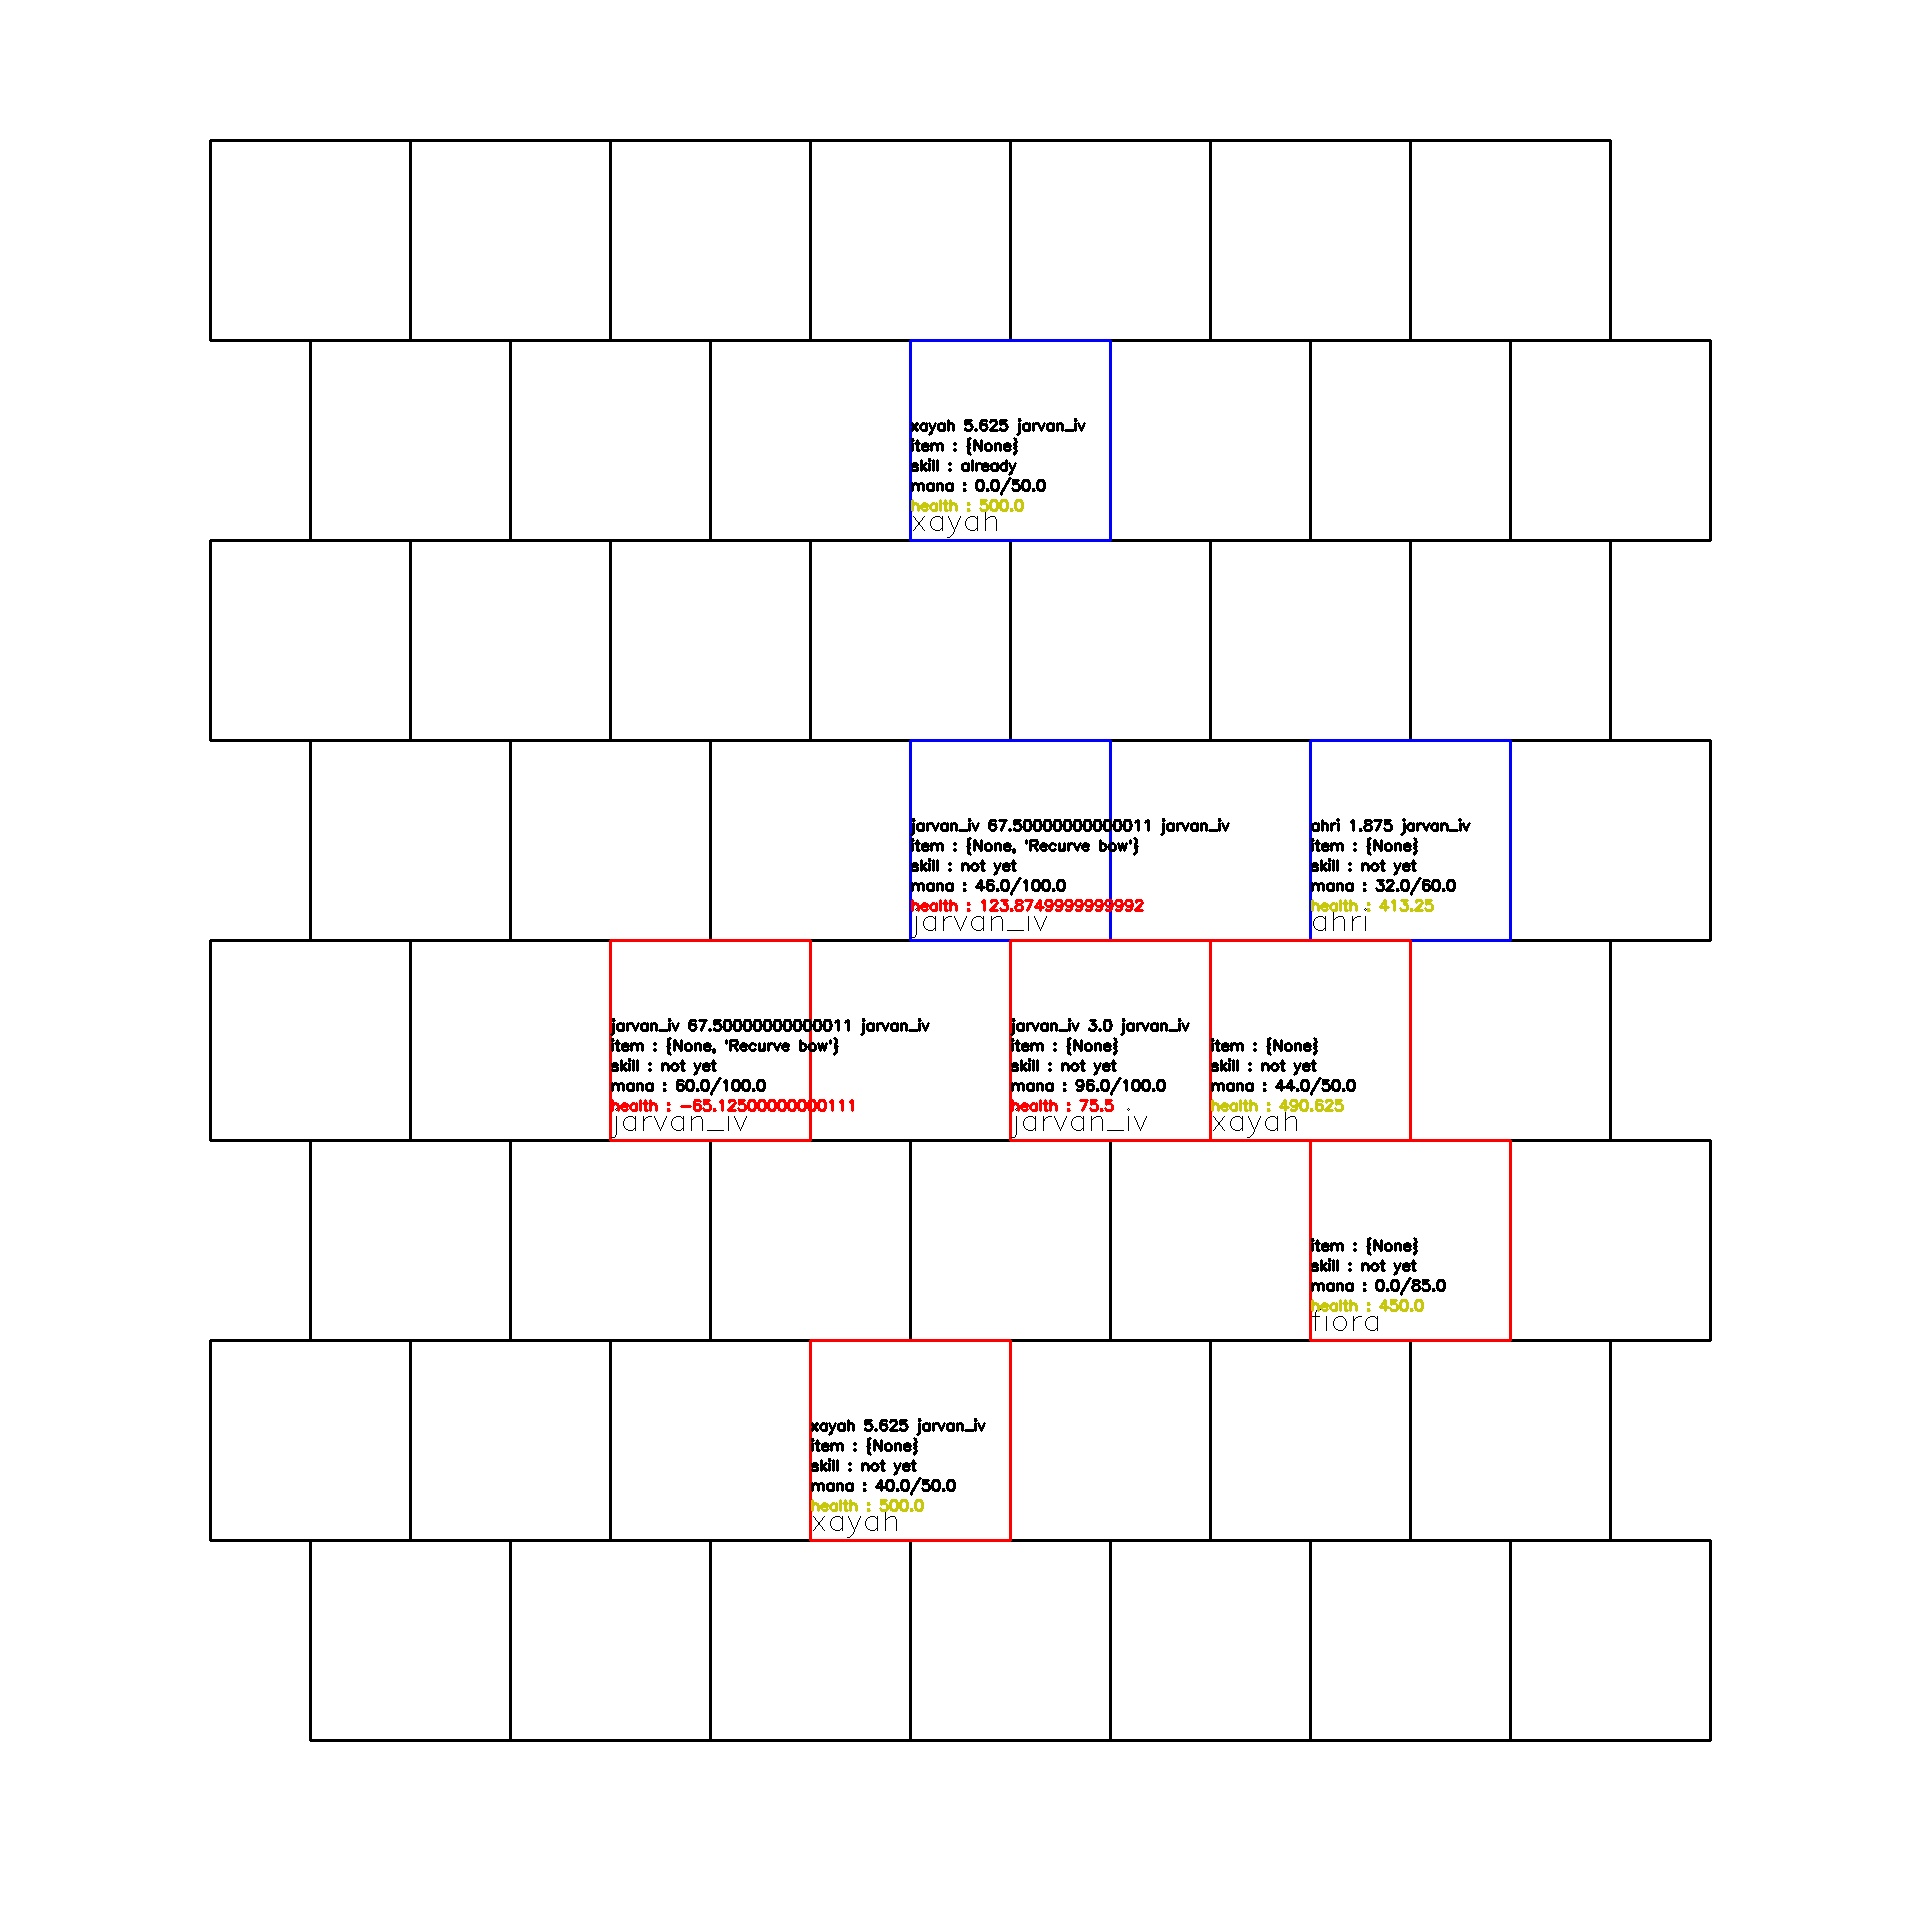 xayah 5.625 jarvan_iv
item : {None}
skill : already
mana : 0.0/50.0
health : 500.0
xayah
jarvan_iv 67.50000000000011 jarvan_iv
item : {None, 'Recurve bow'}
skill : not yet
mana : 46.0/100.0
health : 123.8749999999992
jarvan_iv
ahri 1.875 jarvan_iv
item : {None}
skill : not yet
mana : 32.0/60.0
health : 413.25
ahri
jarvan_iv 67.50000000000011 jarvan_iv
item : {None, 'Recurve bow'}
skill : not yet
mana : 60.0/100.0
health : -65.12500000000111
jarvan_iv
jarvan_iv 3.0 jarvan_iv
item : {None}
skill : not yet
mana : 96.0/100.0
health : 75.5
jarvan_iv
item : {None}
skill : not yet
mana : 44.0/50.0
health : 490.625
xayah
item : {None}
skill : not yet
mana : 0.0/85.0
health : 450.0
fiora
xayah 5.625 jarvan_iv
item : {None}
skill : not yet
mana : 40.0/50.0
health : 500.0
xayah